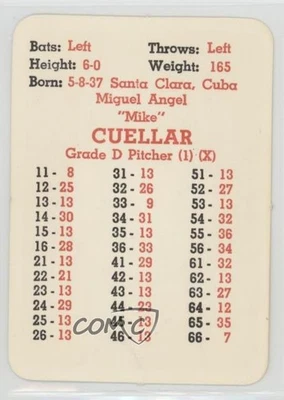 Bats: Left Throws: Left
Height: 6-0 Weight: 165
Born: 5-8-37 Santa Clara, Cuba
Miguel Angel
"Mike"
CUELLAR
Grade D Pitcher (1) (X)
11 - 8 31 - 13 51 - 13
12 - 25 32 - 26 52 - 27
13 - 13 33 - 9 53 - 13
14 - 30 34 - 31 54 - 13
15 - 13 35 - 13 55 - 36
16 - 28 36 - 33 56 - 34
21 - 13 41 - 29 61 - 32
22 - 21 42 - 13 62 - 13
23 - 13 43 - 13 63 - 27
24 - 29 44 - 23 64 - 12
25 - 13 45 - 13 65 - 35
26 - 13 46 - 13 66 - 7